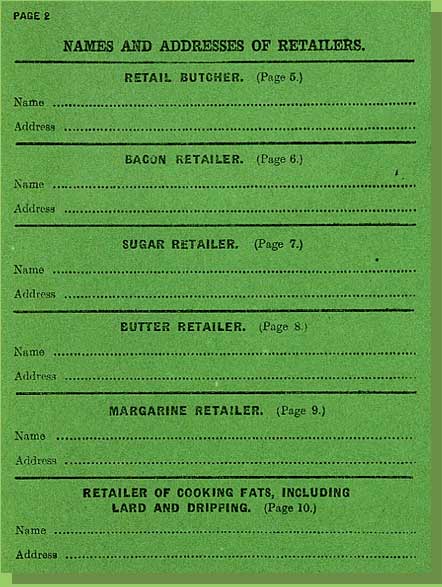 PAGE 2
NAMES AND ADDRESSES OF RETAILERS.
RETAIL BUTCHER. (Page 5.)
Name
Address
BACON RETAILER. (Page 6.)
Name
Address
SUGAR RETAILER. (Page 7.)
Name
Address
BUTTER RETAILER. (Page 8.)
Name
Address
MARGARINE RETAILER. (Page 9.)
Name
Address
RETAILER OF COOKING FATS, INCLUDING
LARD AND DRIPPING. (Page 10.)
Name
Address